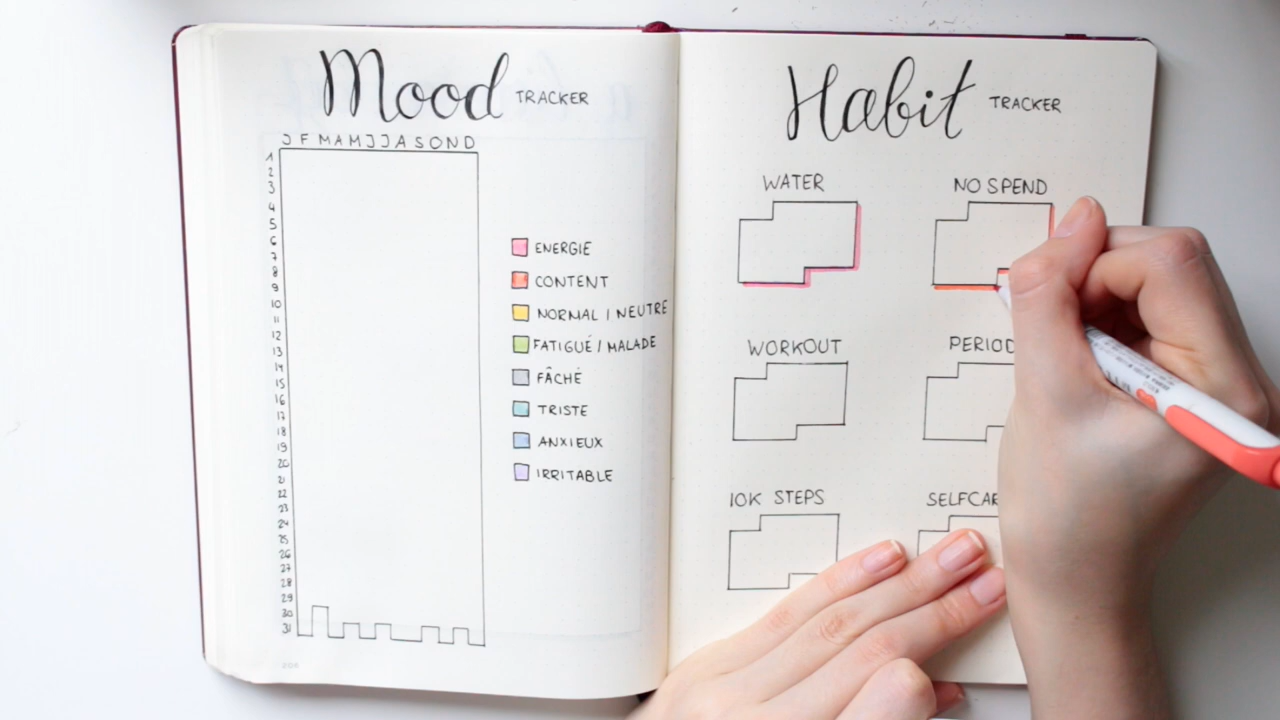 Mood TRACKER
J F M A M J J A S O N D
1
2
3
4
5
6
7
8
9
10
11
12
13
14
15
16
17
18
19
20
21
22
23
24
25
26
27
28
29
30
31
ENERGIE
CONTENT
NORMAL / NEUTRE
FATIGUÉ / MALADE
FÂCHÉ
TRISTE
ANXIEUX
IRRITABLE
206
Habit TRACKER
WATER NO SPEND
WORKOUT PERIOD
10K STEPS SELFCAR